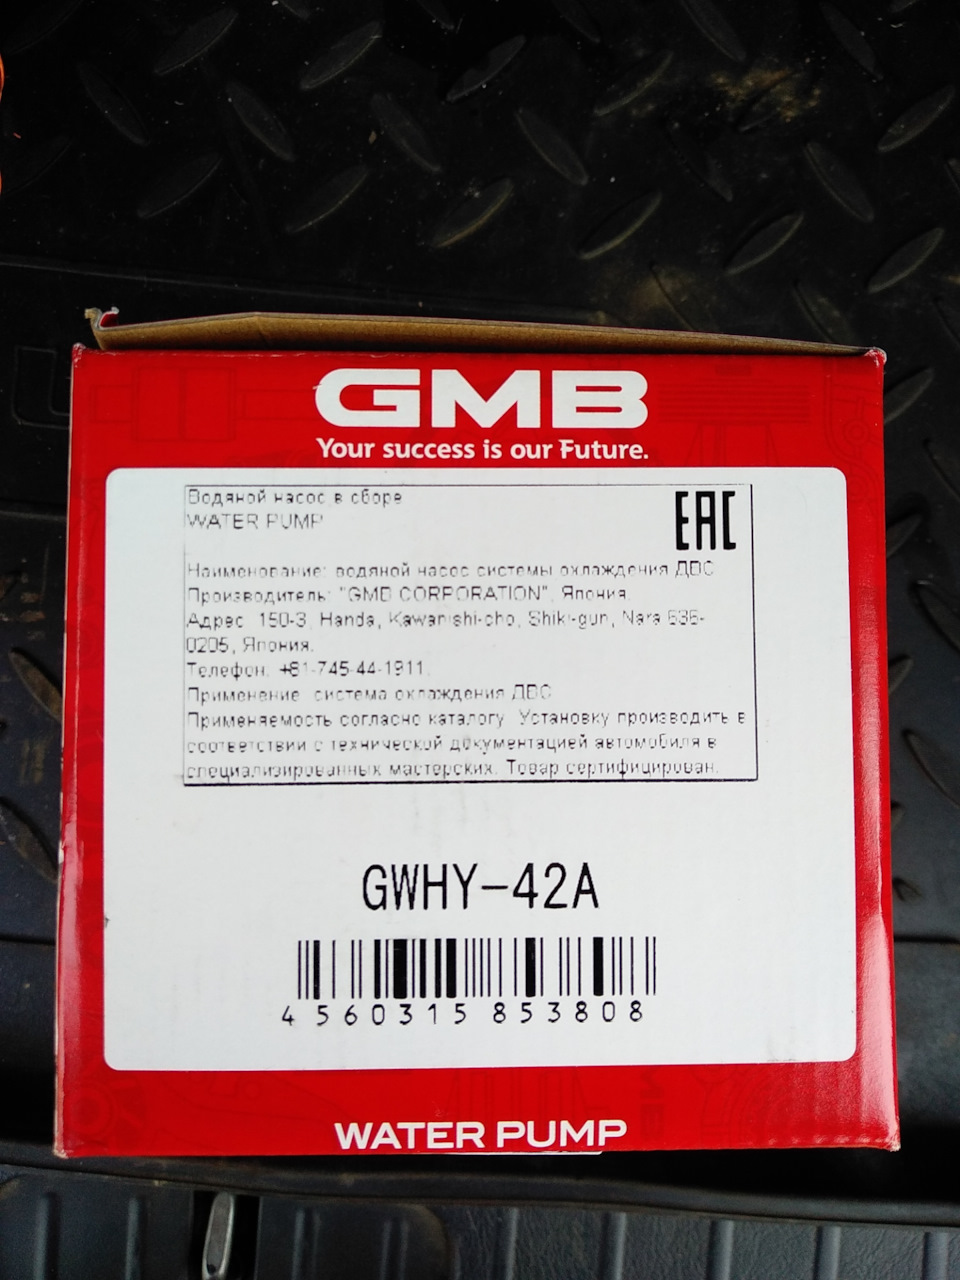 GMB
Your success is our Future.
Водяной насос в сборе
WATER PUMP
EAC
Наименование: водяной насос системы охлаждения ДВС
Производитель: "GMB CORPORATION", Япония
Адрес: 150-3, Handa, Kawanishi-cho, Shiki-gun, Nara 636-
0205, Япония.
Телефон: +81-745-44-1911.
Применение: система охлаждения ДВС
Применяемость согласно каталогу. Установку производить в
соответствии с технической документацией автомобиля в
специализированных мастерских. Товар сертифицирован.
GWHY-42A
4 560315 853808
WATER PUMP